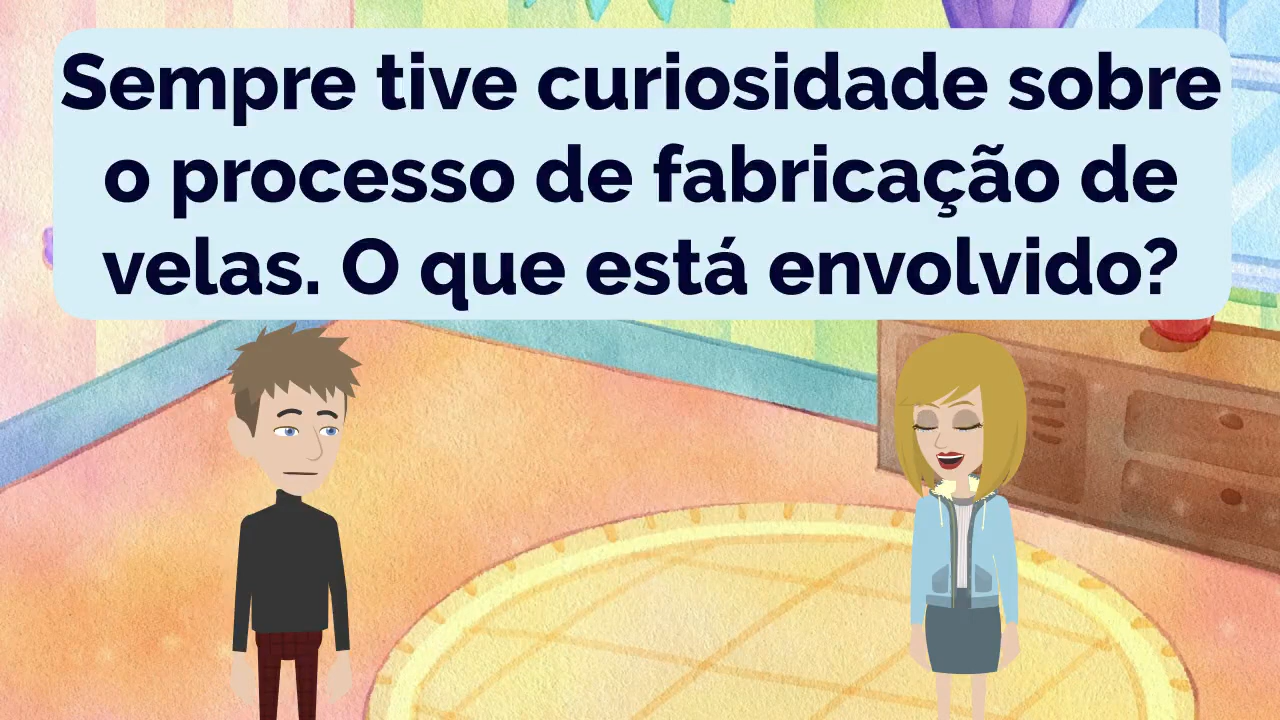 Sempre tive curiosidade sobre
o processo de fabricação de
velas. O que está envolvido?